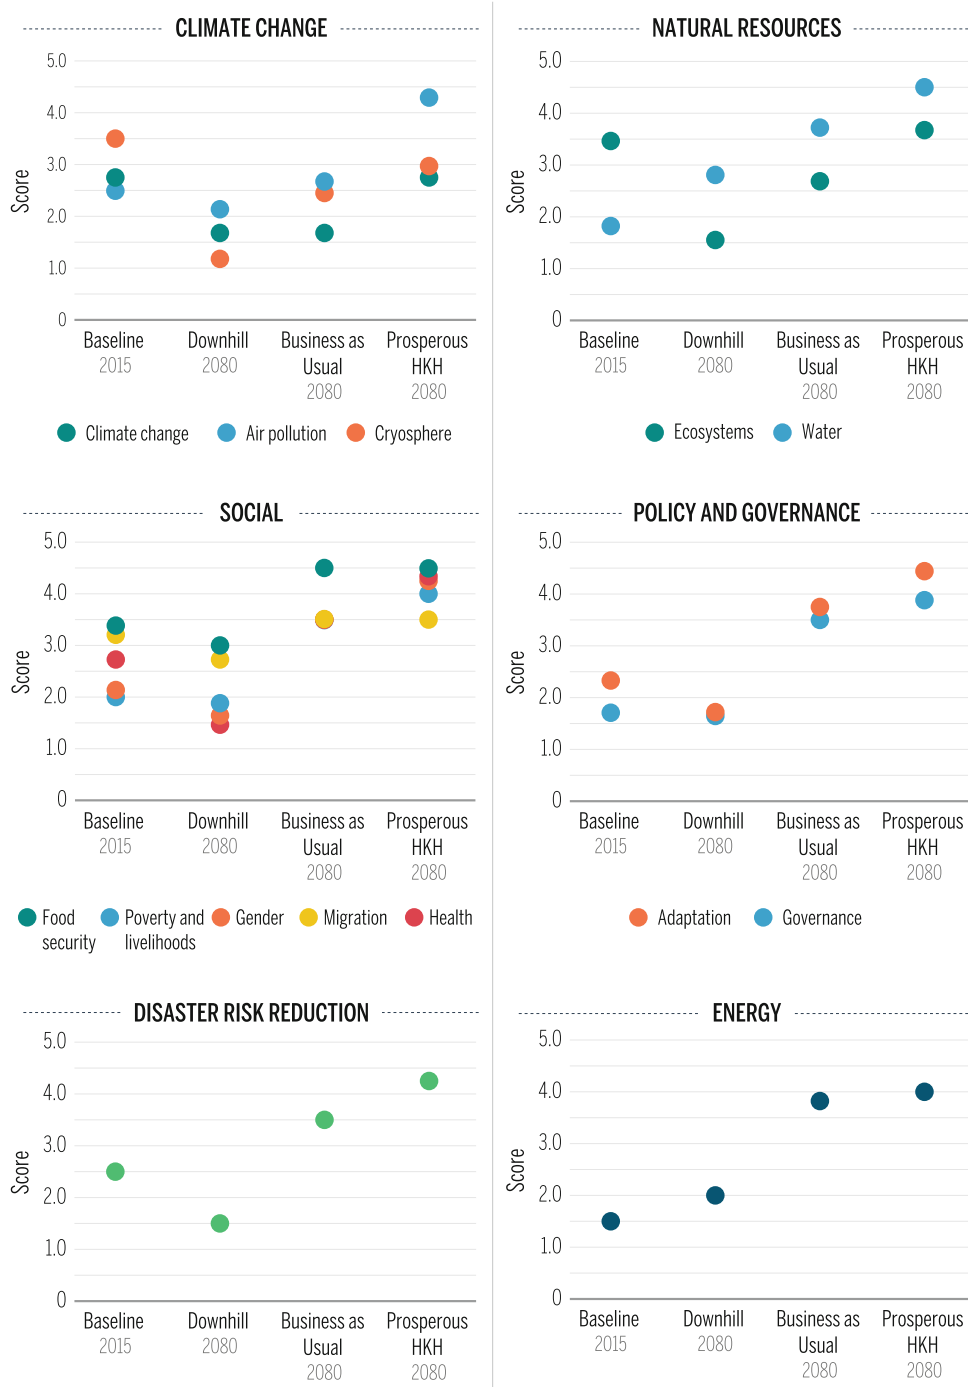 CLIMATE CHANGE
5.0
4.0
3.0
2.0
1.0
0
Score
Baseline
2015
Downhill
2080
Business as
Usual
2080
Prosperous
HKH
2080
Climate change
Air pollution
Cryosphere
NATURAL RESOURCES
5.0
4.0
3.0
2.0
1.0
0
Score
Baseline
2015
Downhill
2080
Business as
Usual
2080
Prosperous
HKH
2080
Ecosystems
Water
SOCIAL
5.0
4.0
3.0
2.0
1.0
0
Score
Baseline
2015
Downhill
2080
Business as
Usual
2080
Prosperous
HKH
2080
Food
security
Poverty and
livelihoods
Gender
Migration
Health
POLICY AND GOVERNANCE
5.0
4.0
3.0
2.0
1.0
0
Score
Baseline
2015
Downhill
2080
Business as
Usual
2080
Prosperous
HKH
2080
Adaptation
Governance
DISASTER RISK REDUCTION
5.0
4.0
3.0
2.0
1.0
0
Score
Baseline
2015
Downhill
2080
Business as
Usual
2080
Prosperous
HKH
2080
ENERGY
5.0
4.0
3.0
2.0
1.0
0
Score
Baseline
2015
Downhill
2080
Business as
Usual
2080
Prosperous
HKH
2080